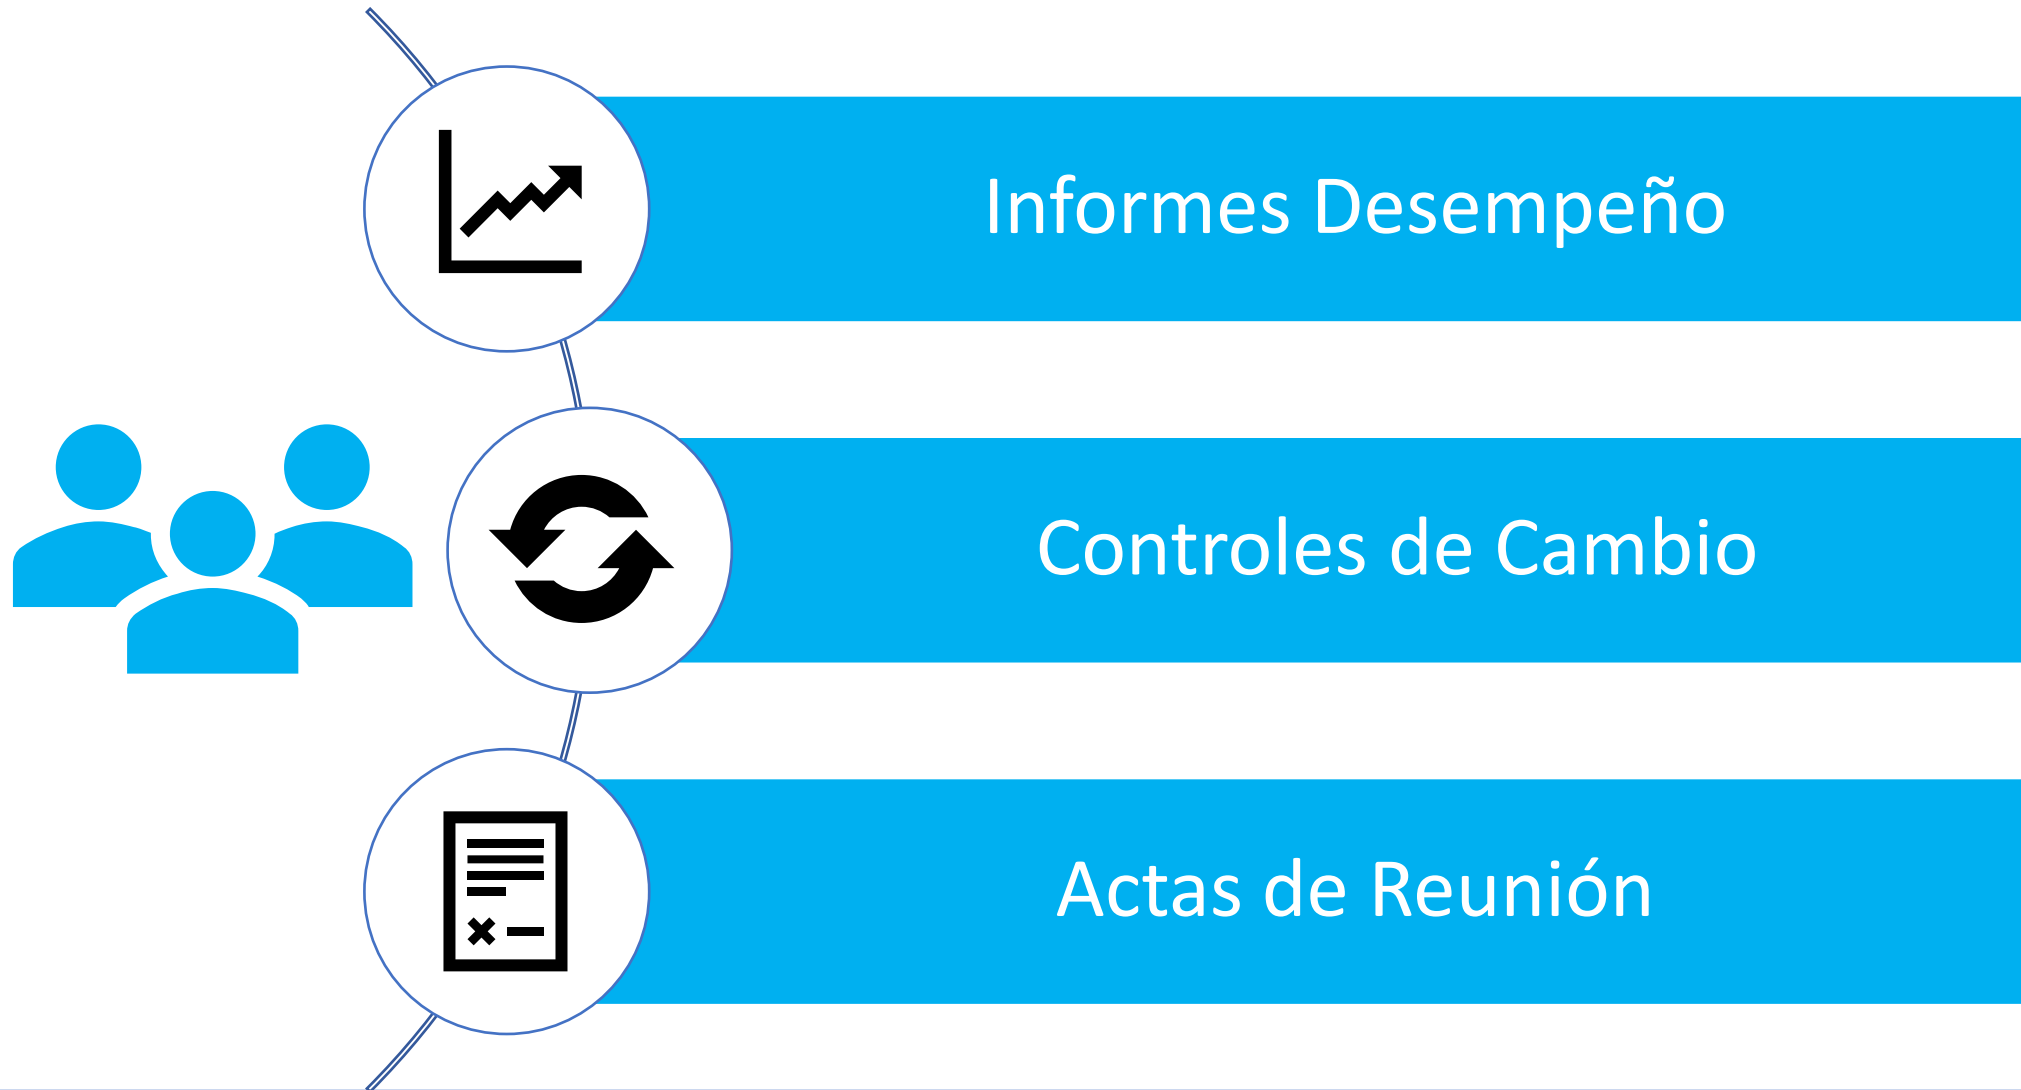 Informes Desempeño
Controles de Cambio
Actas de Reunión